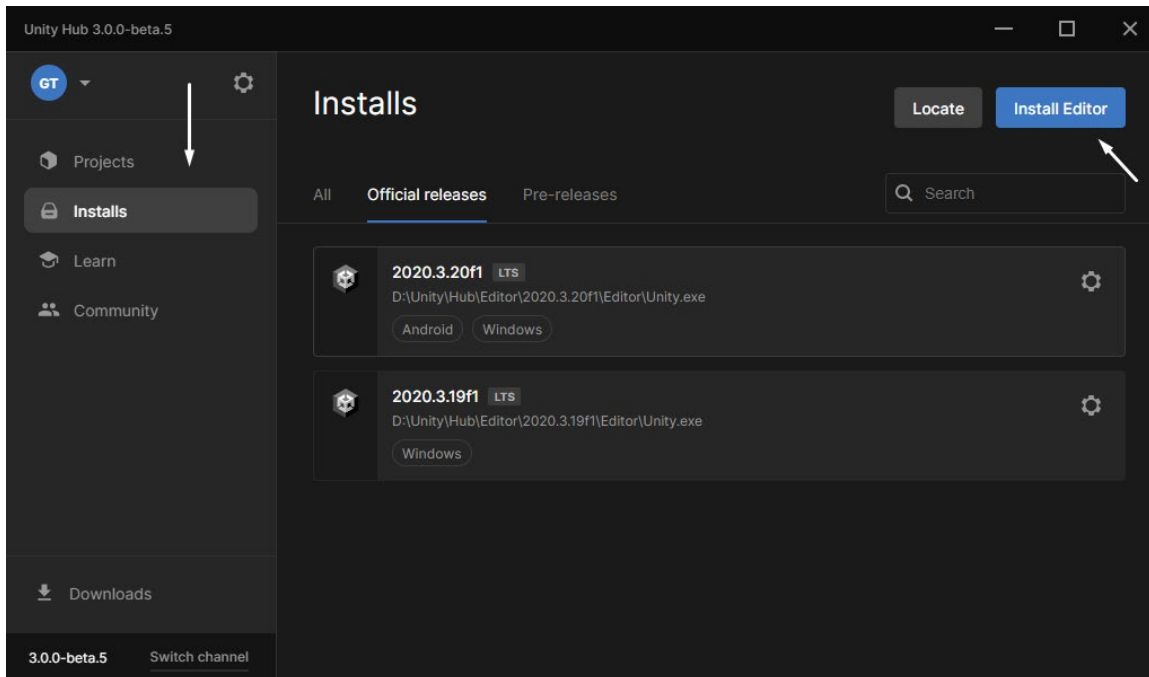 Unity Hub 3.0.0-beta.5
GT
Projects
Installs
Learn
Community
Downloads
3.0.0-beta.5 Switch channel
Installs
Locate Install Editor
All Official releases Pre-releases Search
2020.3.20f1 LTS
D:\Unity\Hub\Editor\2020.3.20f1\Editor\Unity.exe
Android Windows
2020.3.19f1 LTS
D:\Unity\Hub\Editor\2020.3.19f1\Editor\Unity.exe
Windows